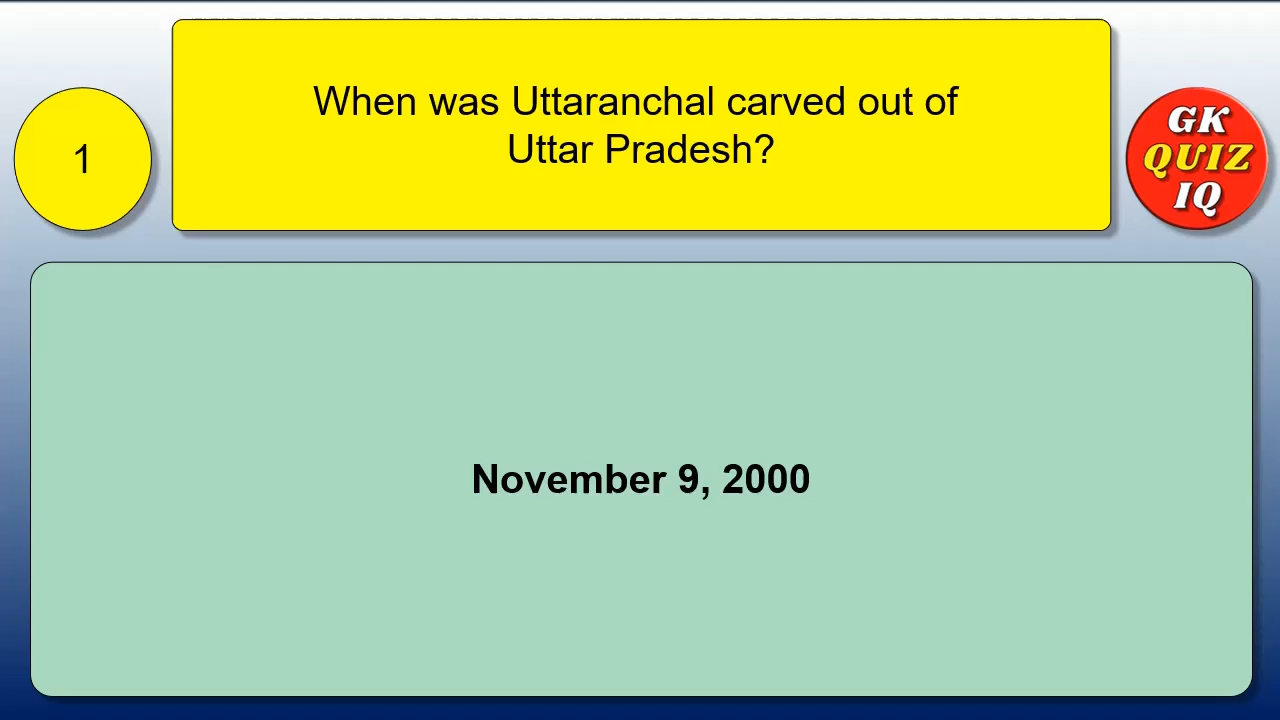 1
When was Uttaranchal carved out of
Uttar Pradesh?
GK
QUIZ
IQ
November 9, 2000